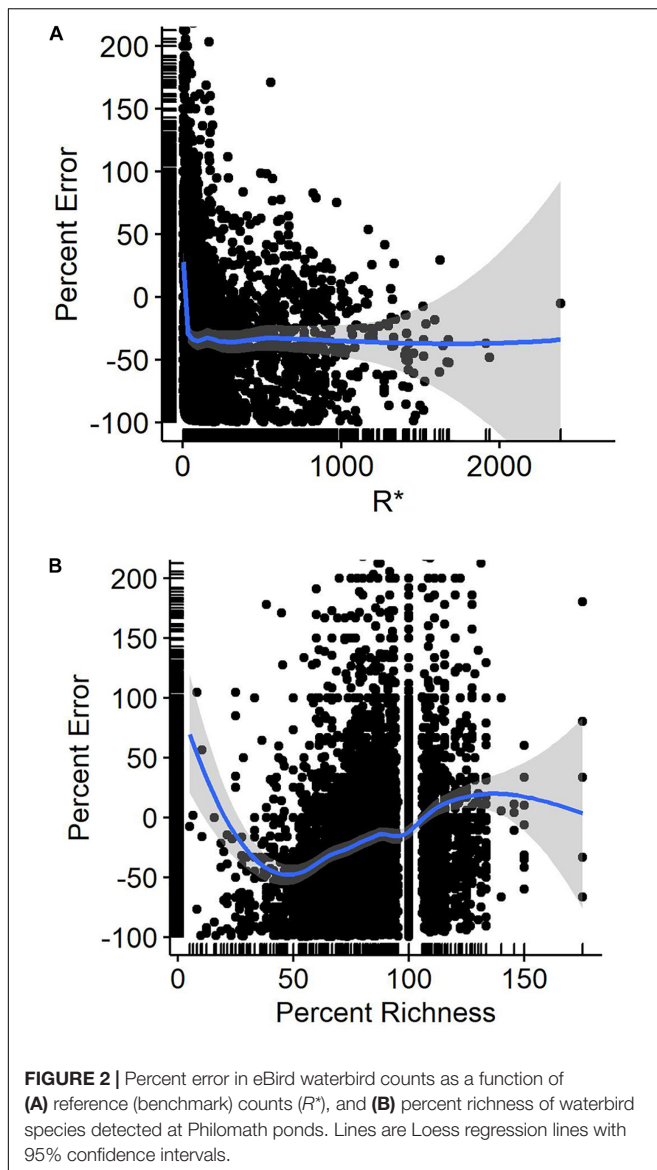 A
200
150
100
50
0
-50
-100
Percent Error
0
1000
2000
R*
B
200
150
100
50
0
-50
-100
Percent Error
0
50
100
150
Percent Richness
FIGURE 2 | Percent error in eBird waterbird counts as a function of
(A) reference (benchmark) counts (R*), and (B) percent richness of waterbird
species detected at Philomath ponds. Lines are Loess regression lines with
95% confidence intervals.